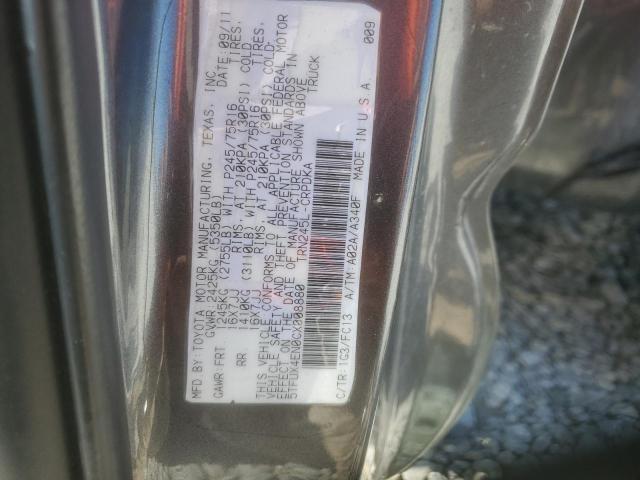 MFD BY: TOYOTA MOTOR MANUFACTURING, TEXAS, INC DATE: 09/11
GVWR: 2425KG (5350LB)
GAWR: FRT 1245KG (2755LB) WITH P245/75R16 TIRES,
16X7JJ RIMS, AT 210KPA (30PSI) COLD
RR 1410KG (3110LB) WITH P245/75R16 TIRES,
16X7JJ RIMS, AT 210KPA (30PSI) COLD
THIS VEHICLE CONFORMS TO ALL APPLICABLE FEDERAL MOTOR
VEHICLE SAFETY AND THEFT PREVENTION STANDARDS IN
EFFECT ON THE DATE OF MANUFACTURE SHOWN ABOVE
5TFUX4EN0CX008880 TRUCK
TRN245L-CRPDKA
C/TR: 1G3/FC13 A/TM: A02A/A340F MADE IN U.S.A. 009